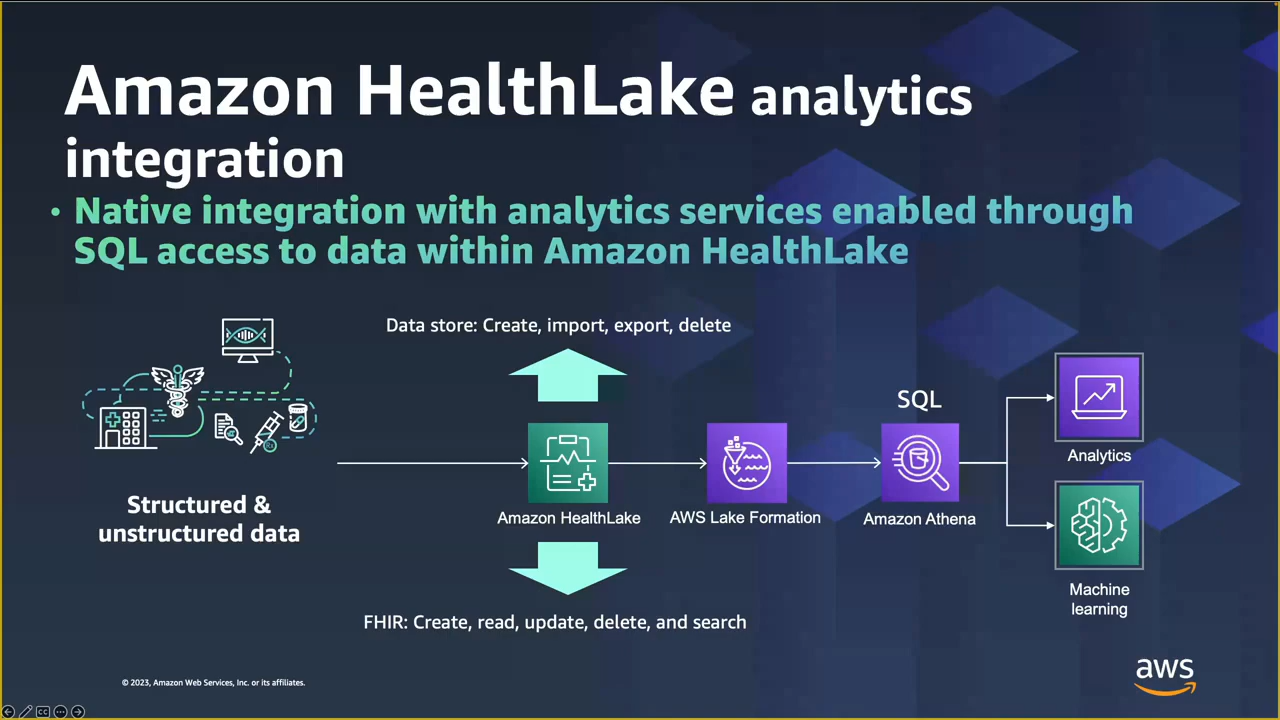 Amazon HealthLake analytics
integration
• Native integration with analytics services enabled through
SQL access to data within Amazon HealthLake
Data store: Create, import, export, delete
SQL
Analytics
Structured &
unstructured data
Rx
Amazon HealthLake
AWS Lake Formation
Amazon Athena
Machine
learning
FHIR: Create, read, update, delete, and search
© 2023, Amazon Web Services, Inc. or its affiliates.
aws
CC